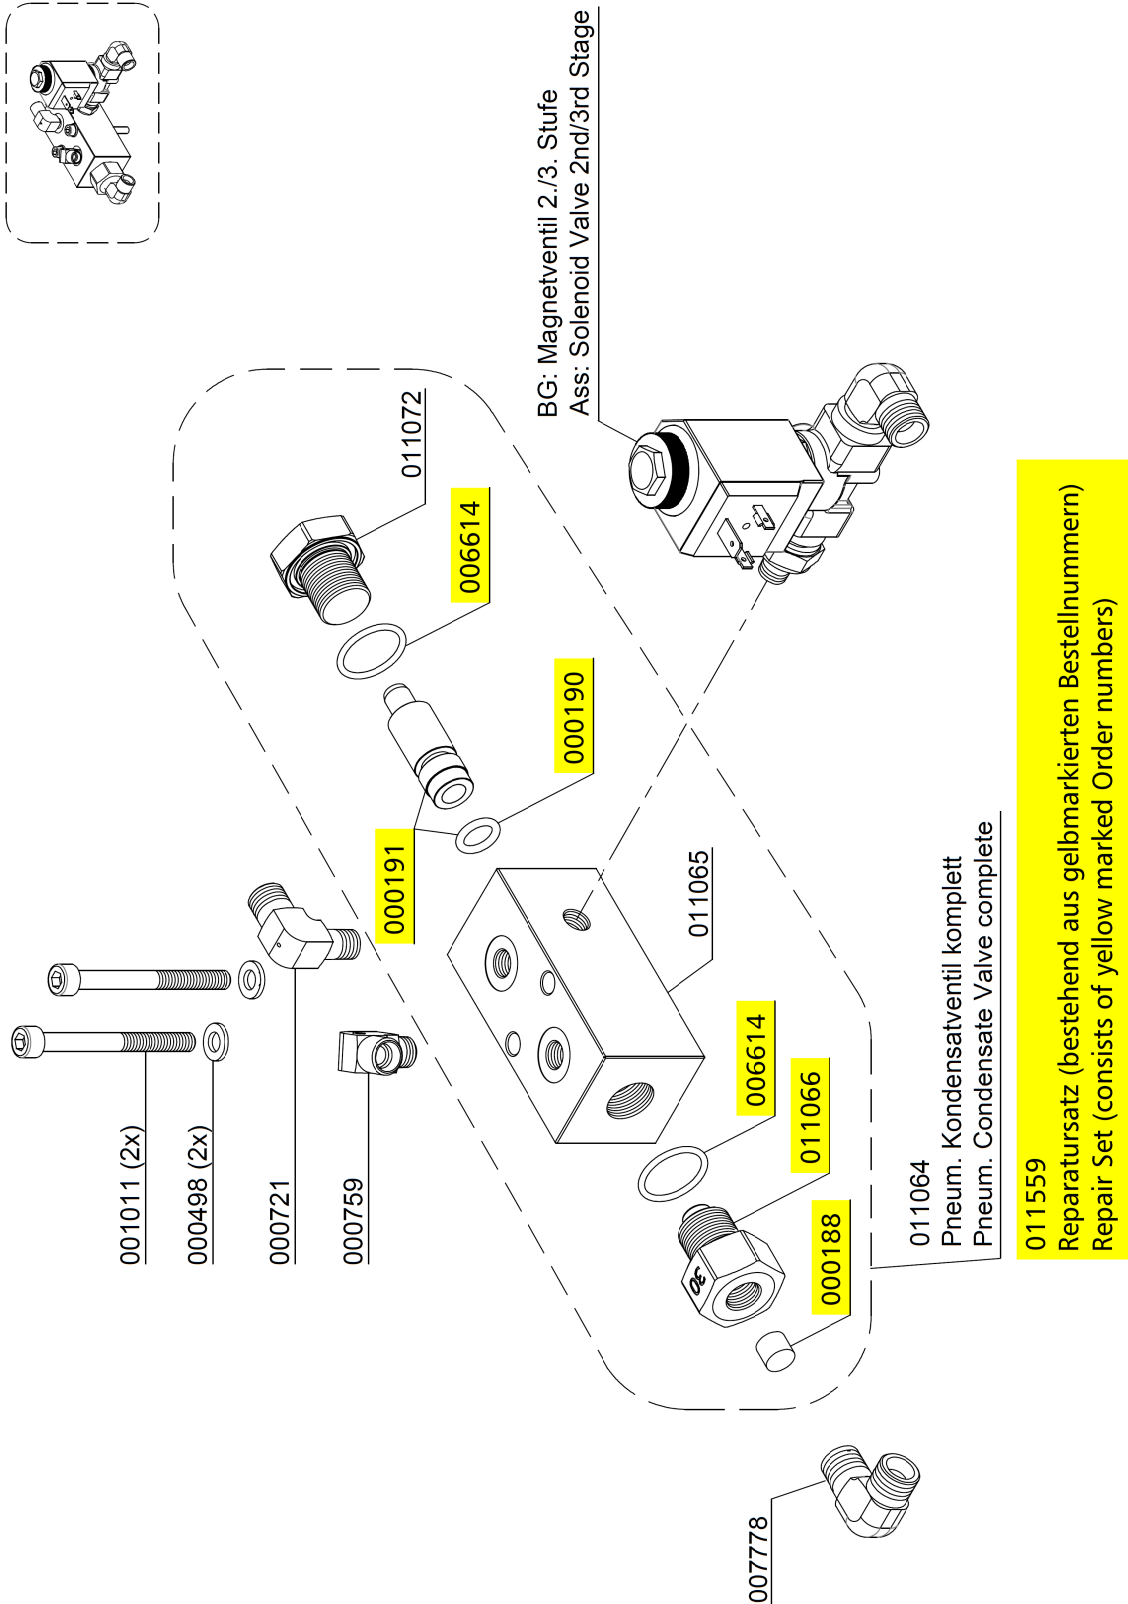 BG: Magnetventil 2./3. Stufe
Ass: Solenoid Valve 2nd/3rd Stage
011072
006614
000190
000191
011065
001011 (2x)
000498 (2x)
000721
000759
006614
011066
000188
30
007778
011064
Pneum. Kondensatventil komplett
Pneum. Condensate Valve complete
011559
Reparatursatz (bestehend aus gelbmarkierten Bestellnummern)
Repair Set (consists of yellow marked Order numbers)